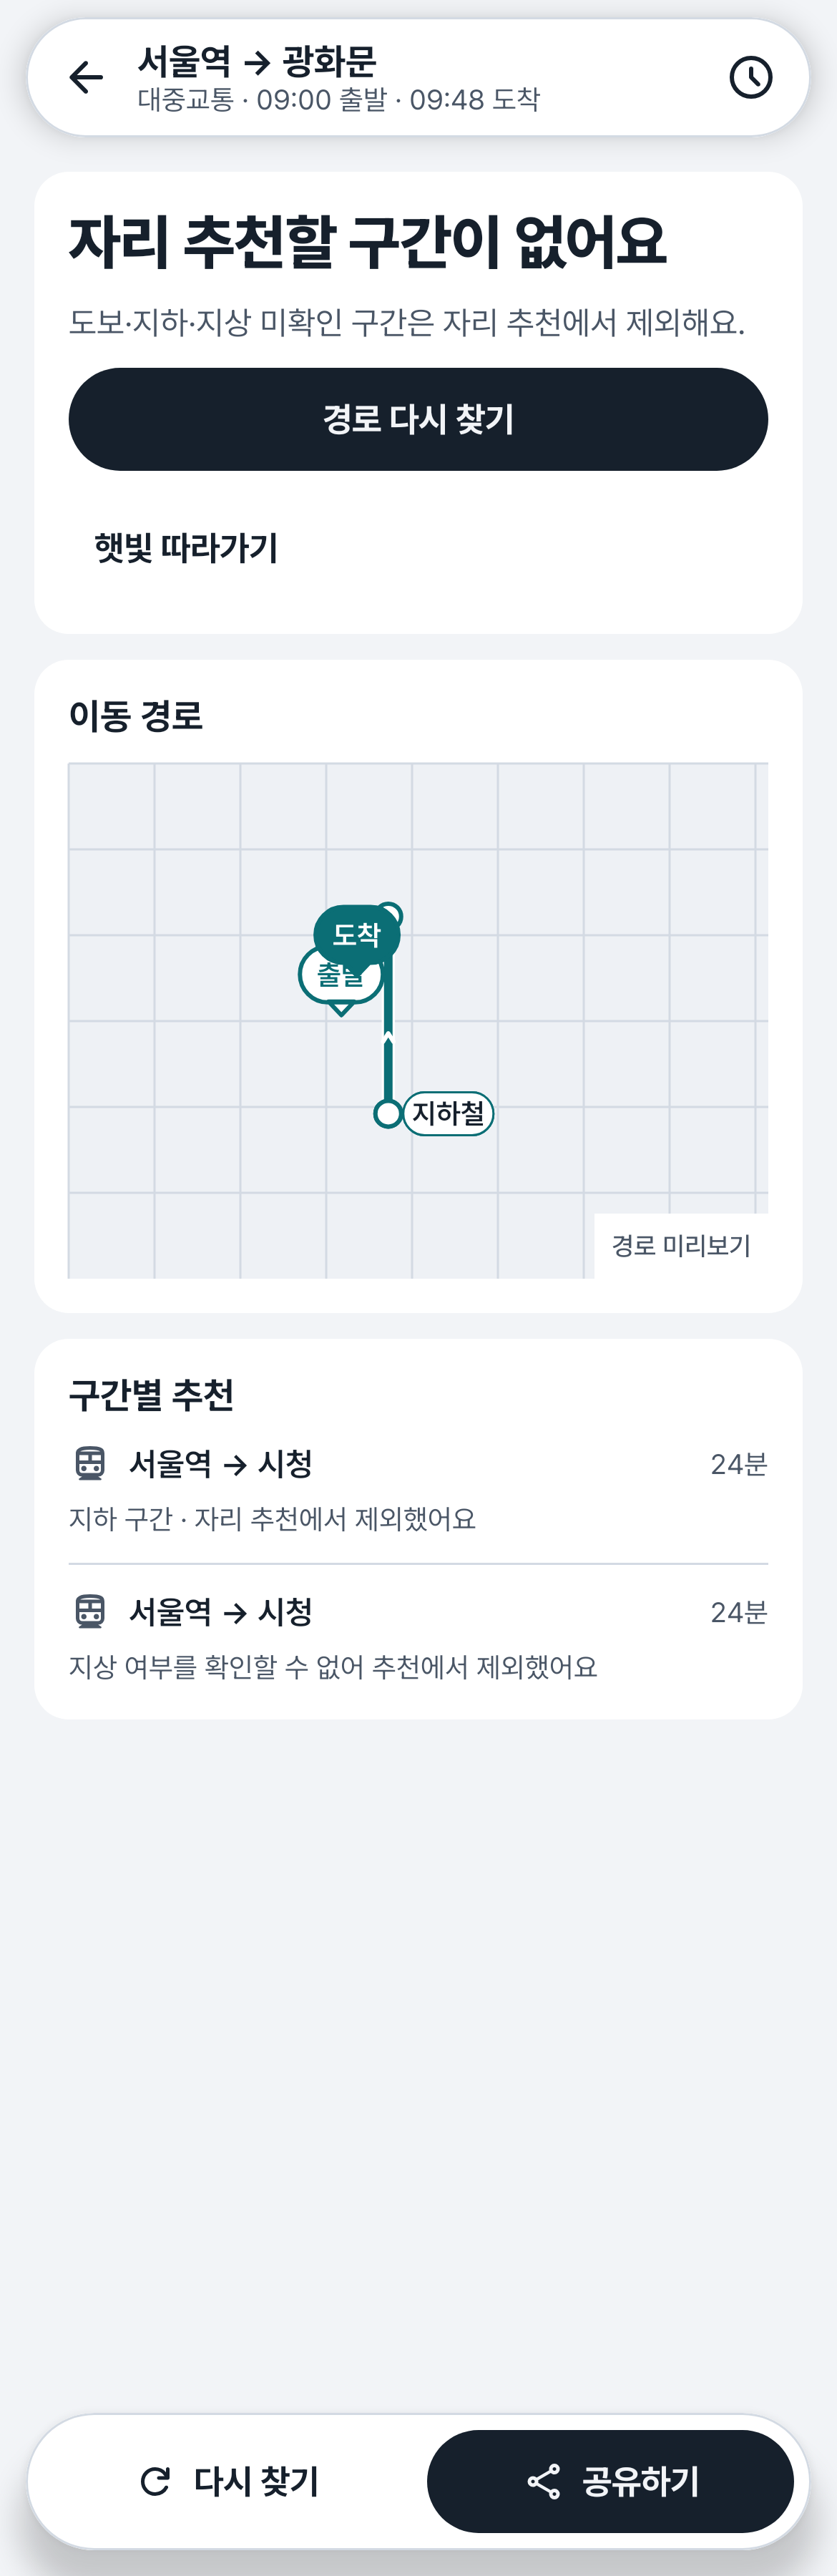 서울역 → 광화문
대중교통 · 09:00 출발 · 09:48 도착
자리 추천할 구간이 없어요
도보·지하·지상 미확인 구간은 자리 추천에서 제외해요.
경로 다시 찾기
햇빛 따라가기
이동 경로
도착
출발
지하철
경로 미리보기
구간별 추천
서울역 → 시청
24분
지하 구간 · 자리 추천에서 제외했어요
서울역 → 시청
24분
지상 여부를 확인할 수 없어 추천에서 제외했어요
다시 찾기
공유하기